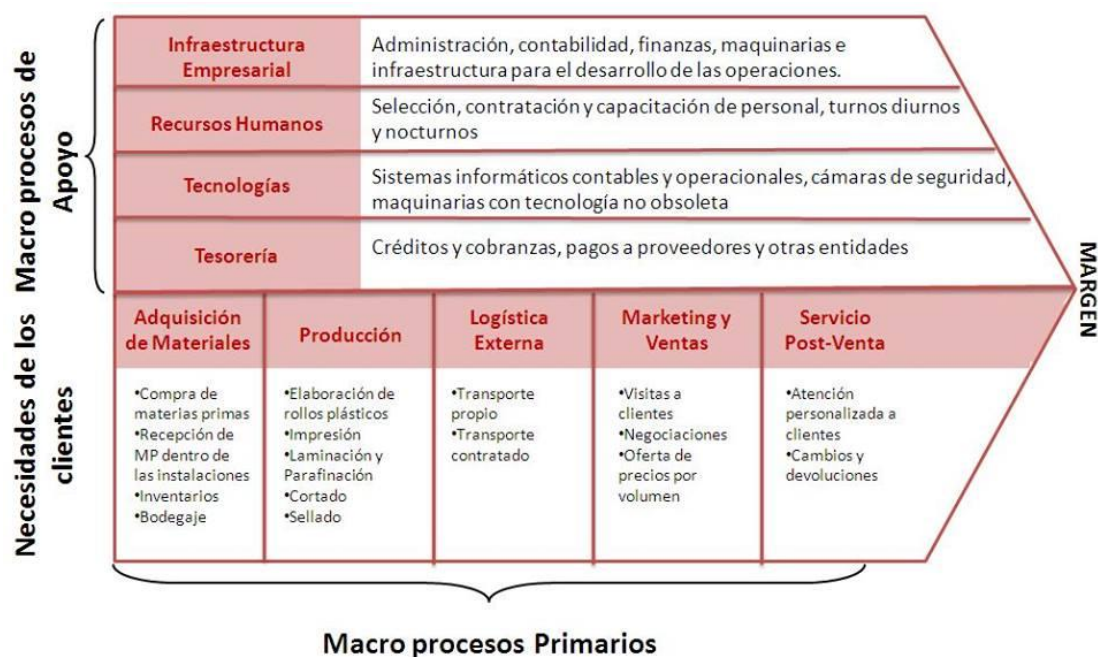 Macro procesos de
Apoyo
Infraestructura
Empresarial
Administración, contabilidad, finanzas, maquinarias e
infraestructura para el desarrollo de las operaciones.
Recursos Humanos
Selección, contratación y capacitación de personal, turnos diurnos
y nocturnos
Tecnologías
Sistemas informáticos contables y operacionales, cámaras de seguridad,
maquinarias con tecnología no obsoleta
Tesorería
Créditos y cobranzas, pagos a proveedores y otras entidades
MARGEN
Necesidades de los
clientes
Adquisición
de Materiales
•Compra de
materias primas
•Recepción de
MP dentro de
las instalaciones
•Inventarios
•Bodegaje
Producción
•Elaboración de
rollos plásticos
•Impresión
•Laminación y
Parafinación
•Cortado
•Sellado
Logística
Externa
•Transporte
propio
•Transporte
contratado
Marketing y
Ventas
•Visitas a
clientes
•Negociaciones
•Oferta de
precios por
volumen
Servicio
Post-Venta
•Atención
personalizada a
clientes
•Cambios y
devoluciones
Macro procesos Primarios